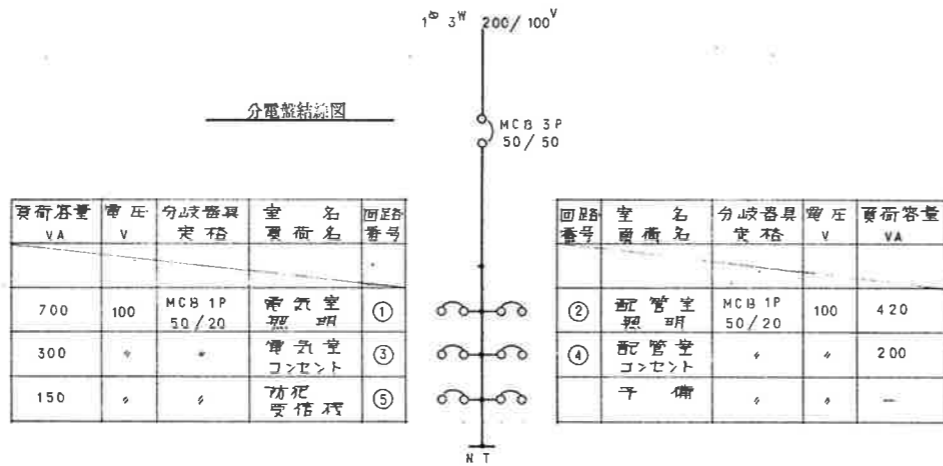 1φ 3W 200/100V
分電盤結線図
MCB 3P
50/50
負荷容量 VA 電圧 V 分岐器具 定格 室名 負荷名 回路 番号
700 100 MCB 1P 50/20 電気室 照明 ①
300 〃 〃 電気室 コンセント ③
150 〃 〃 防犯 受信機 ⑤
回路 番号 室名 負荷名 分岐器具 定格 電圧 V 負荷容量 VA
② 配管室 照明 MCB 1P 50/20 100 420
④ 配管室 コンセント 〃 〃 200
予備 〃 〃 —
NT